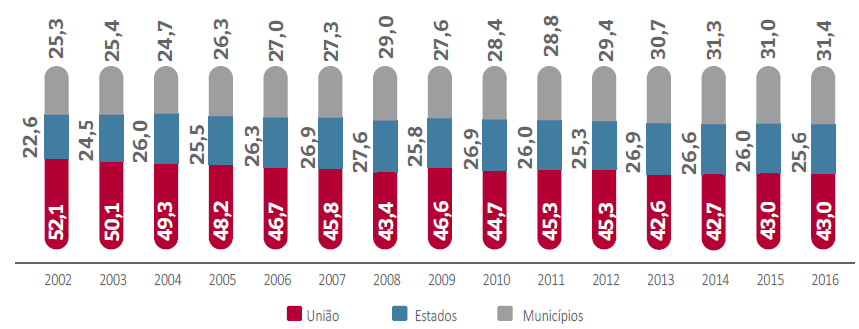 25,3 25,4 24,7 26,3 27,0 27,3 29,0 27,6 28,4 28,8 29,4 30,7 31,3 31,0 31,4
22,6 24,5 26,0 25,5 26,3 26,9 27,6 25,8 26,9 26,0 25,3 26,9 26,6 26,0 25,6
52,1 50,1 49,3 48,2 46,7 45,8 43,4 46,6 44,7 45,3 45,3 42,6 42,7 43,0 43,0
2002 2003 2004 2005 2006 2007 2008 2009 2010 2011 2012 2013 2014 2015 2016
União Estados Municípios